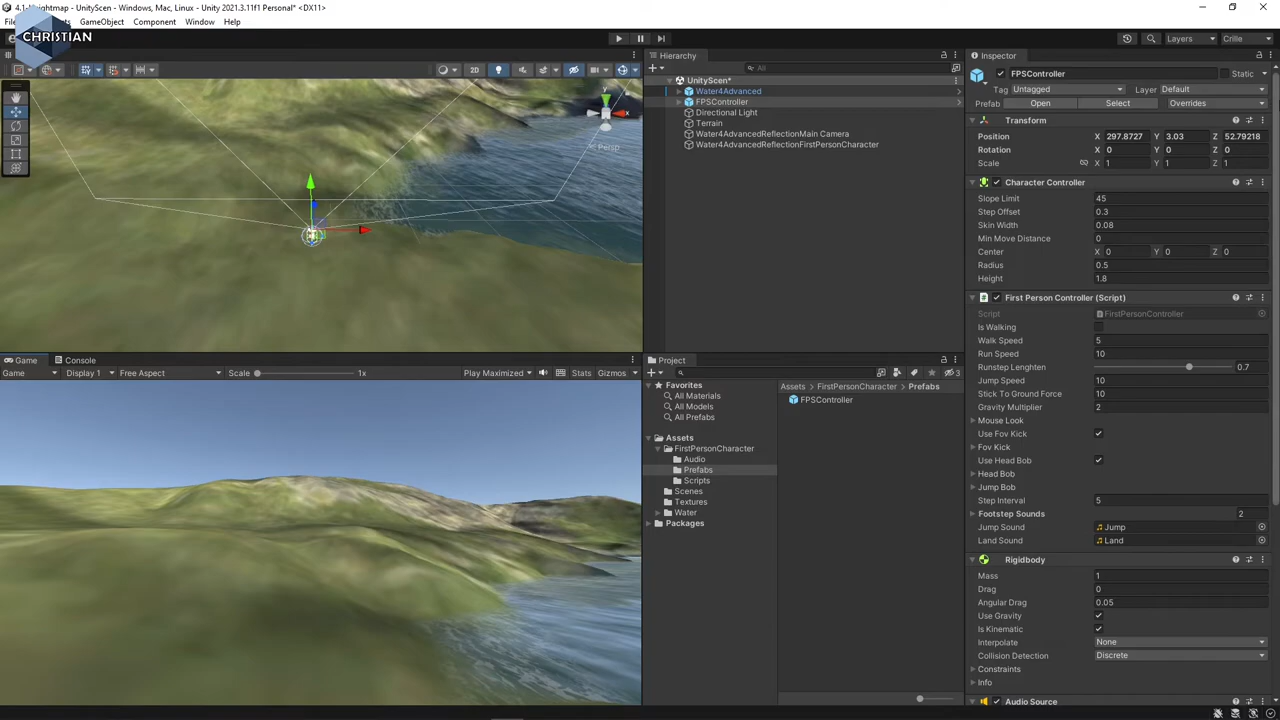 4.1-Heightmap - UnityScen - Windows, Mac, Linux - Unity 2021.3.11f1 Personal* <DX11>
GameObject Component Window Help
CHRISTIAN
Layers Crille
2D
Hierarchy
All
UnityScen*
Water4Advanced
FPSController
Directional Light
Terrain
Water4AdvancedReflectionMain Camera
Water4AdvancedReflectionFirstPersonCharacter
y
x
Persp
Game Console
Game Display 1 Free Aspect Scale 1x Play Maximized Stats Gizmos
Project
3
Favorites
All Materials
All Models
All Prefabs
Assets
FirstPersonCharacter
Audio
Prefabs
Scripts
Scenes
Textures
Water
Packages
Assets FirstPersonCharacter Prefabs
FPSController
Inspector
FPSController Static
Tag Untagged Layer Default
Prefab Open Select Overrides
Transform
Position X 297.8727 Y 3.03 Z 52.79218
Rotation X 0 Y 0 Z 0
Scale X 1 Y 1 Z 1
Character Controller
Slope Limit 45
Step Offset 0.3
Skin Width 0.08
Min Move Distance 0
Center X 0 Y 0 Z 0
Radius 0.5
Height 1.8
First Person Controller (Script)
Script FirstPersonController
Is Walking
Walk Speed 5
Run Speed 10
Runstep Lenghten 0.7
Jump Speed 10
Stick To Ground Force 10
Gravity Multiplier 2
Mouse Look
Use Fov Kick
Fov Kick
Use Head Bob
Head Bob
Jump Bob
Step Interval 5
Footstep Sounds 2
Jump Sound Jump
Land Sound Land
Rigidbody
Mass 1
Drag 0
Angular Drag 0.05
Use Gravity
Is Kinematic
Interpolate None
Collision Detection Discrete
Constraints
Info
Audio Source